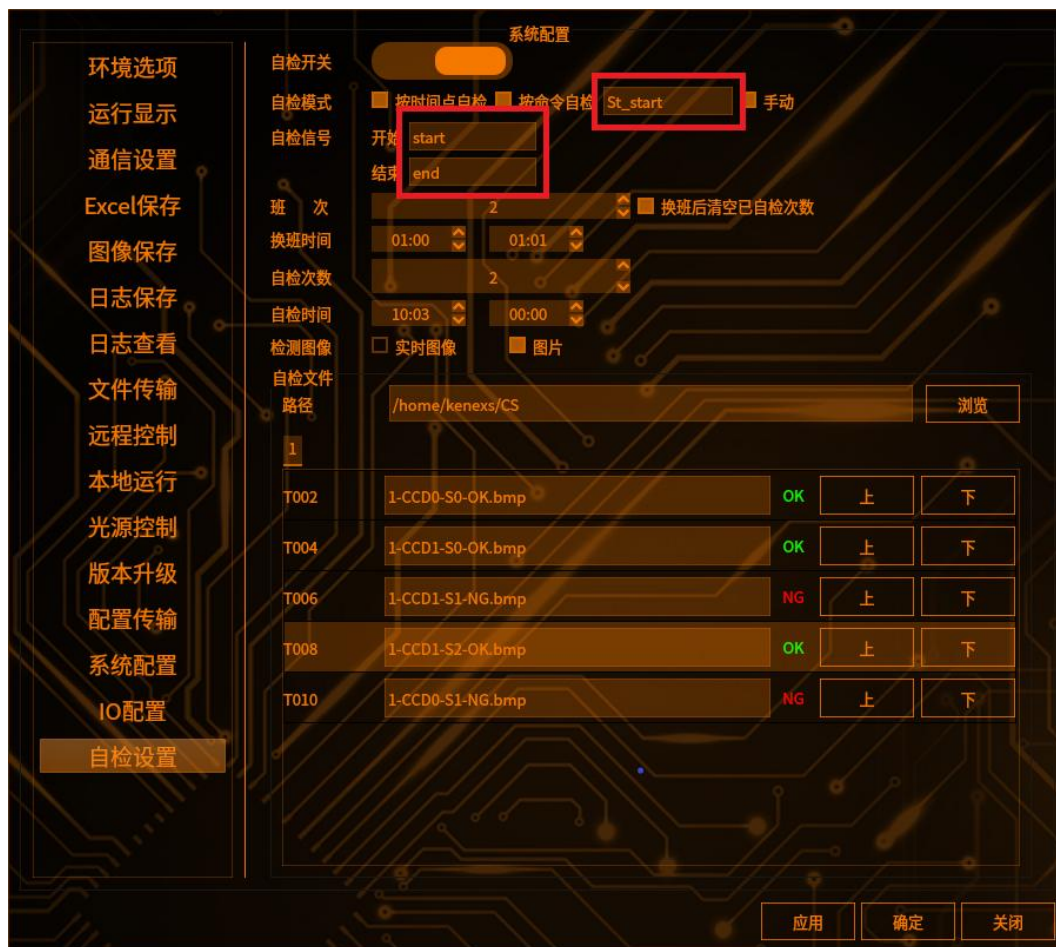 系统配置
环境选项
运行显示
通信设置
Excel保存
图像保存
日志保存
日志查看
文件传输
远程控制
本地运行
光源控制
版本升级
配置传输
系统配置
IO配置
自检设置
自检开关
自检模式 按时间点自检 按命令自检 St_start 手动
自检信号 开始 start
结束 end
班 次 2 换班后清空已自检次数
换班时间 01:00 01:01
自检次数 2
自检时间 10:03 00:00
检测图像 实时图像 图片
自检文件
路径 /home/kenexs/CS 浏览
1
T002 1-CCD0-S0-OK.bmp OK 上 下
T004 1-CCD1-S0-OK.bmp OK 上 下
T006 1-CCD1-S1-NG.bmp NG 上 下
T008 1-CCD1-S2-OK.bmp OK 上 下
T010 1-CCD0-S1-NG.bmp NG 上 下
应用 确定 关闭